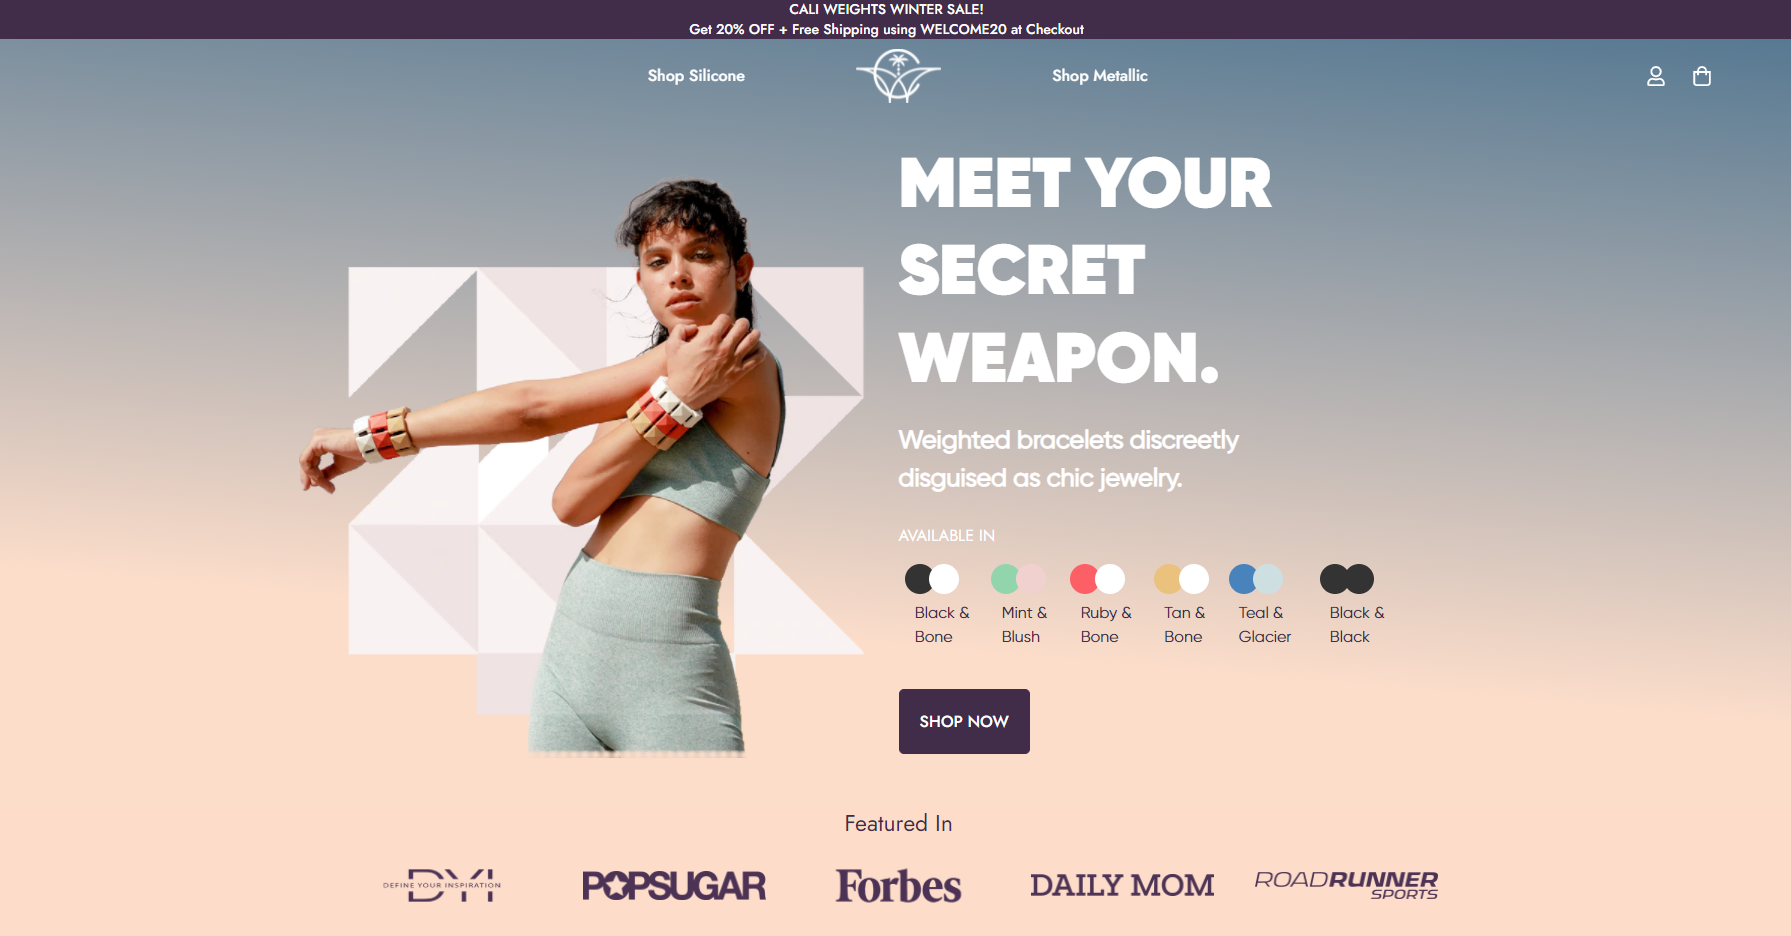 CALI WEIGHTS WINTER SALE!
Get 20% OFF + Free Shipping using WELCOME20 at Checkout
Shop Silicone
Shop Metallic
MEET YOUR
SECRET
WEAPON.
Weighted bracelets discreetly
disguised as chic jewelry.
AVAILABLE IN
Black &
Bone
Mint &
Blush
Ruby &
Bone
Tan &
Bone
Teal &
Glacier
Black &
Black
SHOP NOW
Featured In
DYI
DEFINE YOUR INSPIRATION
POPSUGAR
Forbes
DAILY MOM
ROADRUNNER
SPORTS